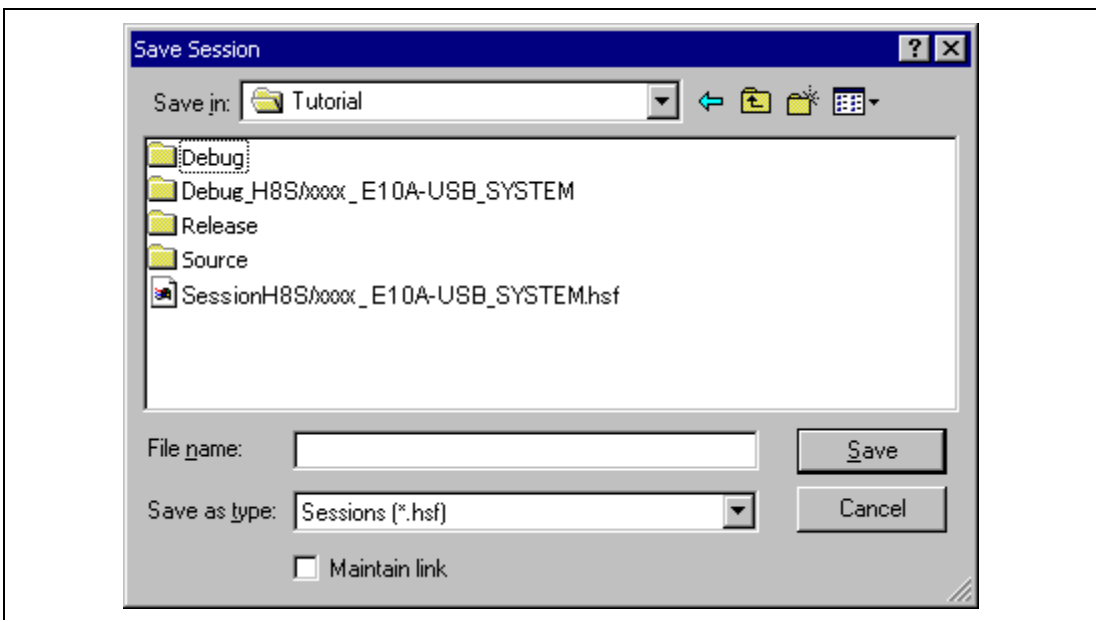 Save Session
Save in: Tutorial
Debug
Debug_H8S/xxxx_E10A-USB_SYSTEM
Release
Source
SessionH8S/xxxx_E10A-USB_SYSTEM.hsf
File name:
Save
Save as type: Sessions (*.hsf)
Cancel
Maintain link